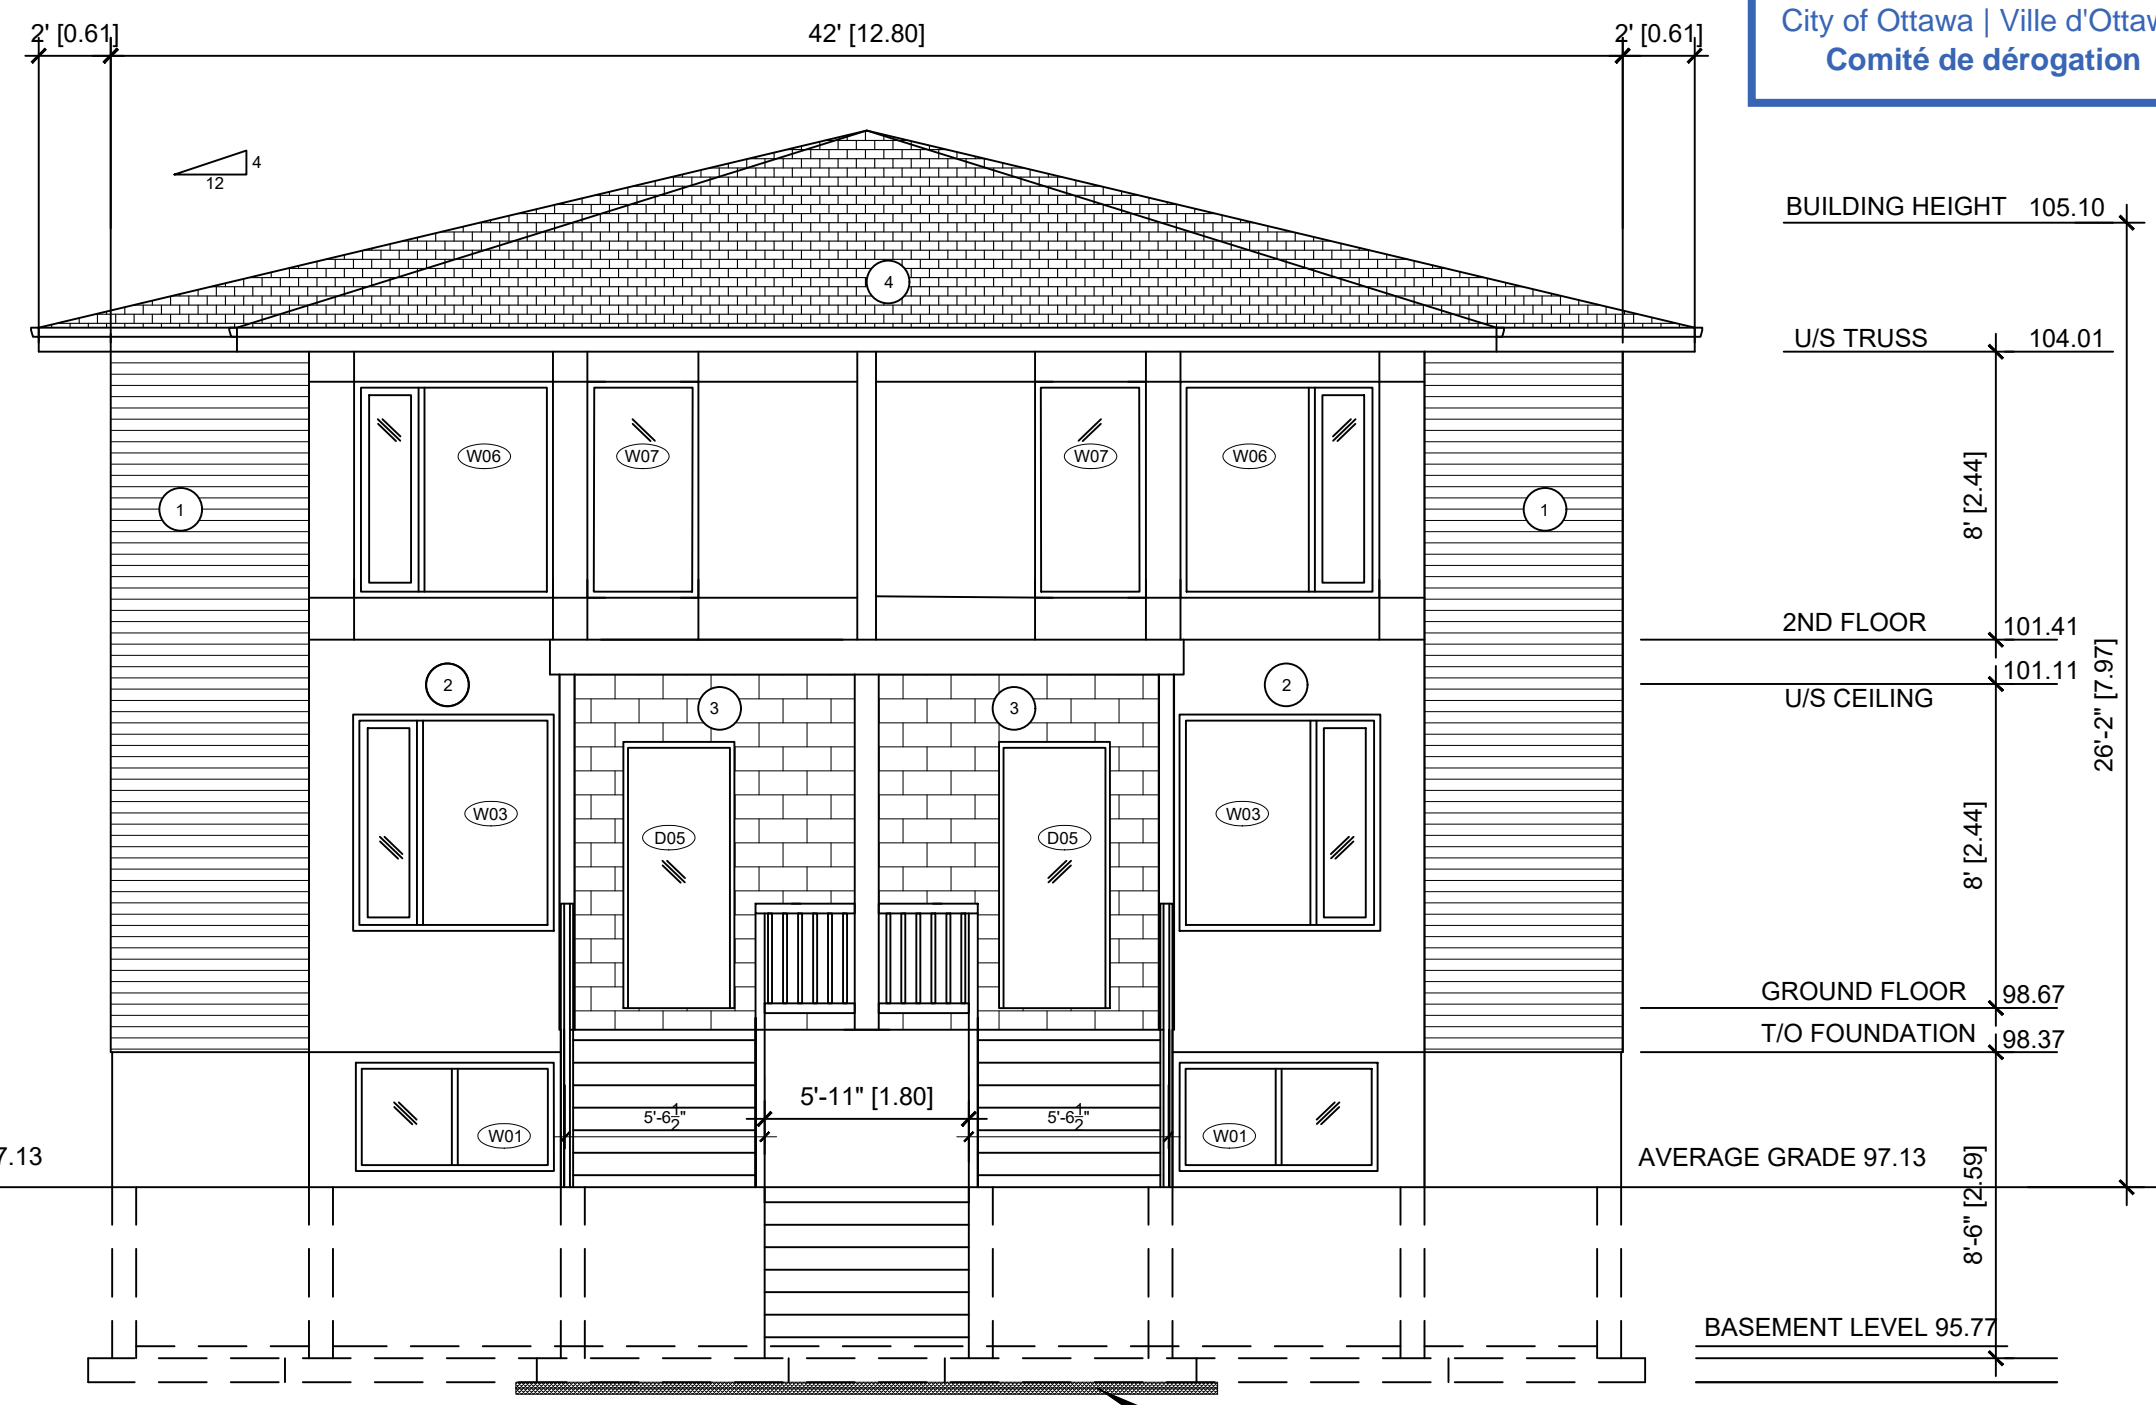 City of Ottawa | Ville d'Ottaw
Comité de dérogation
2' [0.61]
42' [12.80]
2' [0.61]
4
12
BUILDING HEIGHT 105.10
4
U/S TRUSS 104.01
W06
W07
W07
W06
8' [2.44]
1
1
2ND FLOOR 101.41
101.11
U/S CEILING
26'-2" [7.97]
2
3
3
2
W03
D05
D05
W03
8' [2.44]
GROUND FLOOR 98.67
T/O FOUNDATION 98.37
5'-11" [1.80]
5'-6 1/2"
5'-6 1/2"
W01
W01
7.13
AVERAGE GRADE 97.13
8'-6" [2.59]
BASEMENT LEVEL 95.77